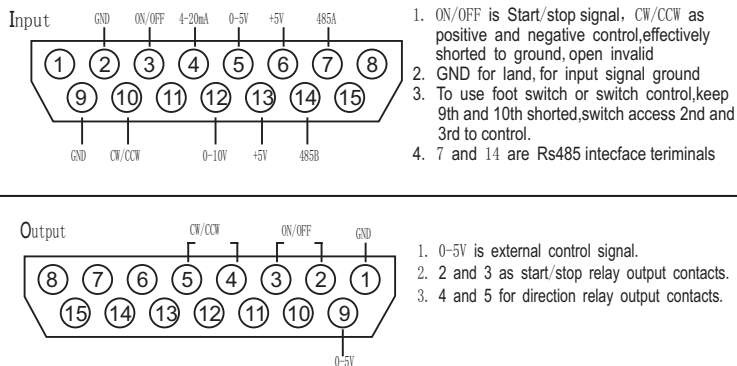 Input
GND ON/OFF 4-20mA 0-5V +5V 485A
1 2 3 4 5 6 7 8
9 10 11 12 13 14 15
GND CW/CCW 0-10V +5V 485B
1. ON/OFF is Start/stop signal, CW/CCW as
positive and negative control,effectively
shorted to ground, open invalid
2. GND for land, for input signal ground
3. To use foot switch or switch control,keep
9th and 10th shorted,switch access 2nd and
3rd to control.
4. 7 and 14 are Rs485 intecface teriminals
Output
CW/CCW ON/OFF GND
8 7 6 5 4 3 2 1
15 14 13 12 11 10 9
0-5V
1. 0-5V is external control signal.
2. 2 and 3 as start/stop relay output contacts.
3. 4 and 5 for direction relay output contacts.